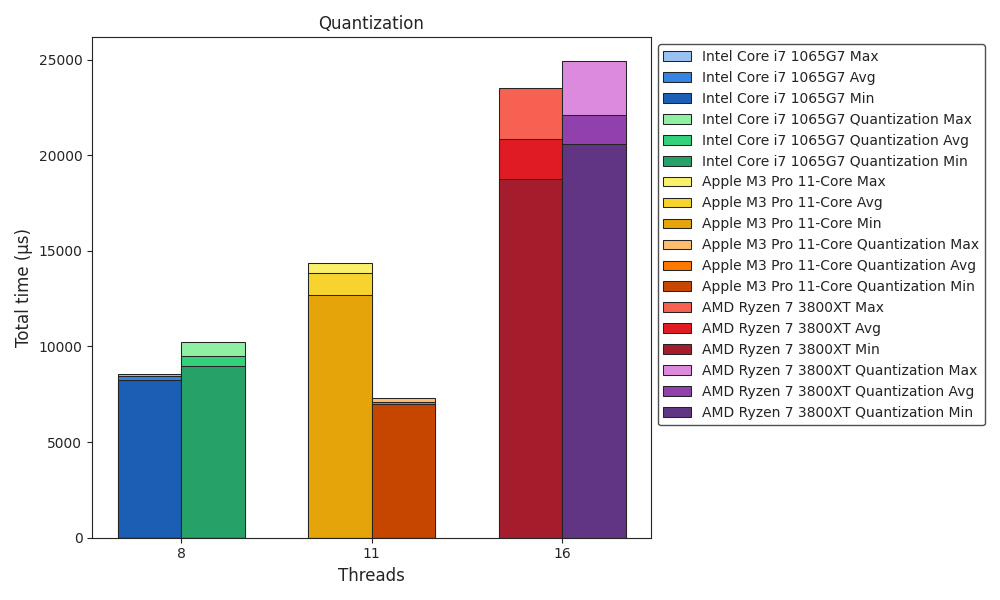 Quantization
25000
20000
15000
10000
5000
0
Total time (µs)
8
11
16
Threads
Intel Core i7 1065G7 Max
Intel Core i7 1065G7 Avg
Intel Core i7 1065G7 Min
Intel Core i7 1065G7 Quantization Max
Intel Core i7 1065G7 Quantization Avg
Intel Core i7 1065G7 Quantization Min
Apple M3 Pro 11-Core Max
Apple M3 Pro 11-Core Avg
Apple M3 Pro 11-Core Min
Apple M3 Pro 11-Core Quantization Max
Apple M3 Pro 11-Core Quantization Avg
Apple M3 Pro 11-Core Quantization Min
AMD Ryzen 7 3800XT Max
AMD Ryzen 7 3800XT Avg
AMD Ryzen 7 3800XT Min
AMD Ryzen 7 3800XT Quantization Max
AMD Ryzen 7 3800XT Quantization Avg
AMD Ryzen 7 3800XT Quantization Min